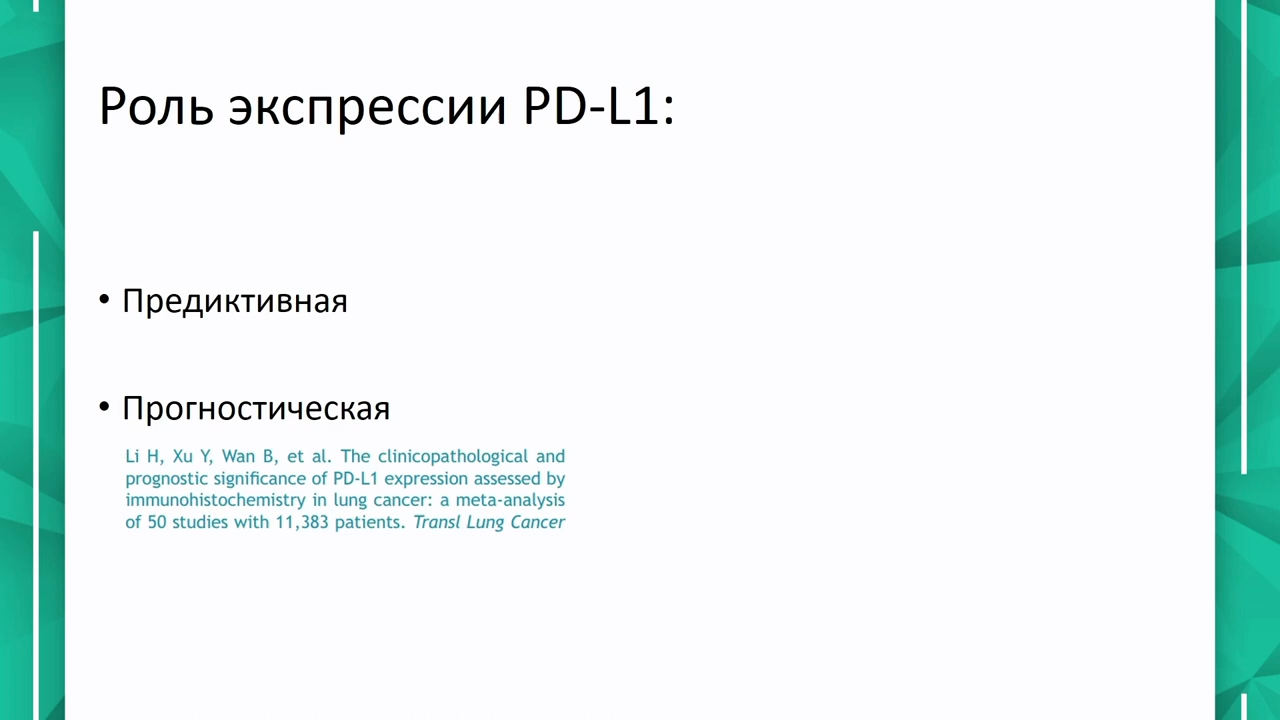 Роль экспрессии PD-L1:
• Предиктивная
• Прогностическая
Li H, Xu Y, Wan B, et al. The clinicopathological and
prognostic significance of PD-L1 expression assessed by
immunohistochemistry in lung cancer: a meta-analysis
of 50 studies with 11,383 patients. Transl Lung Cancer